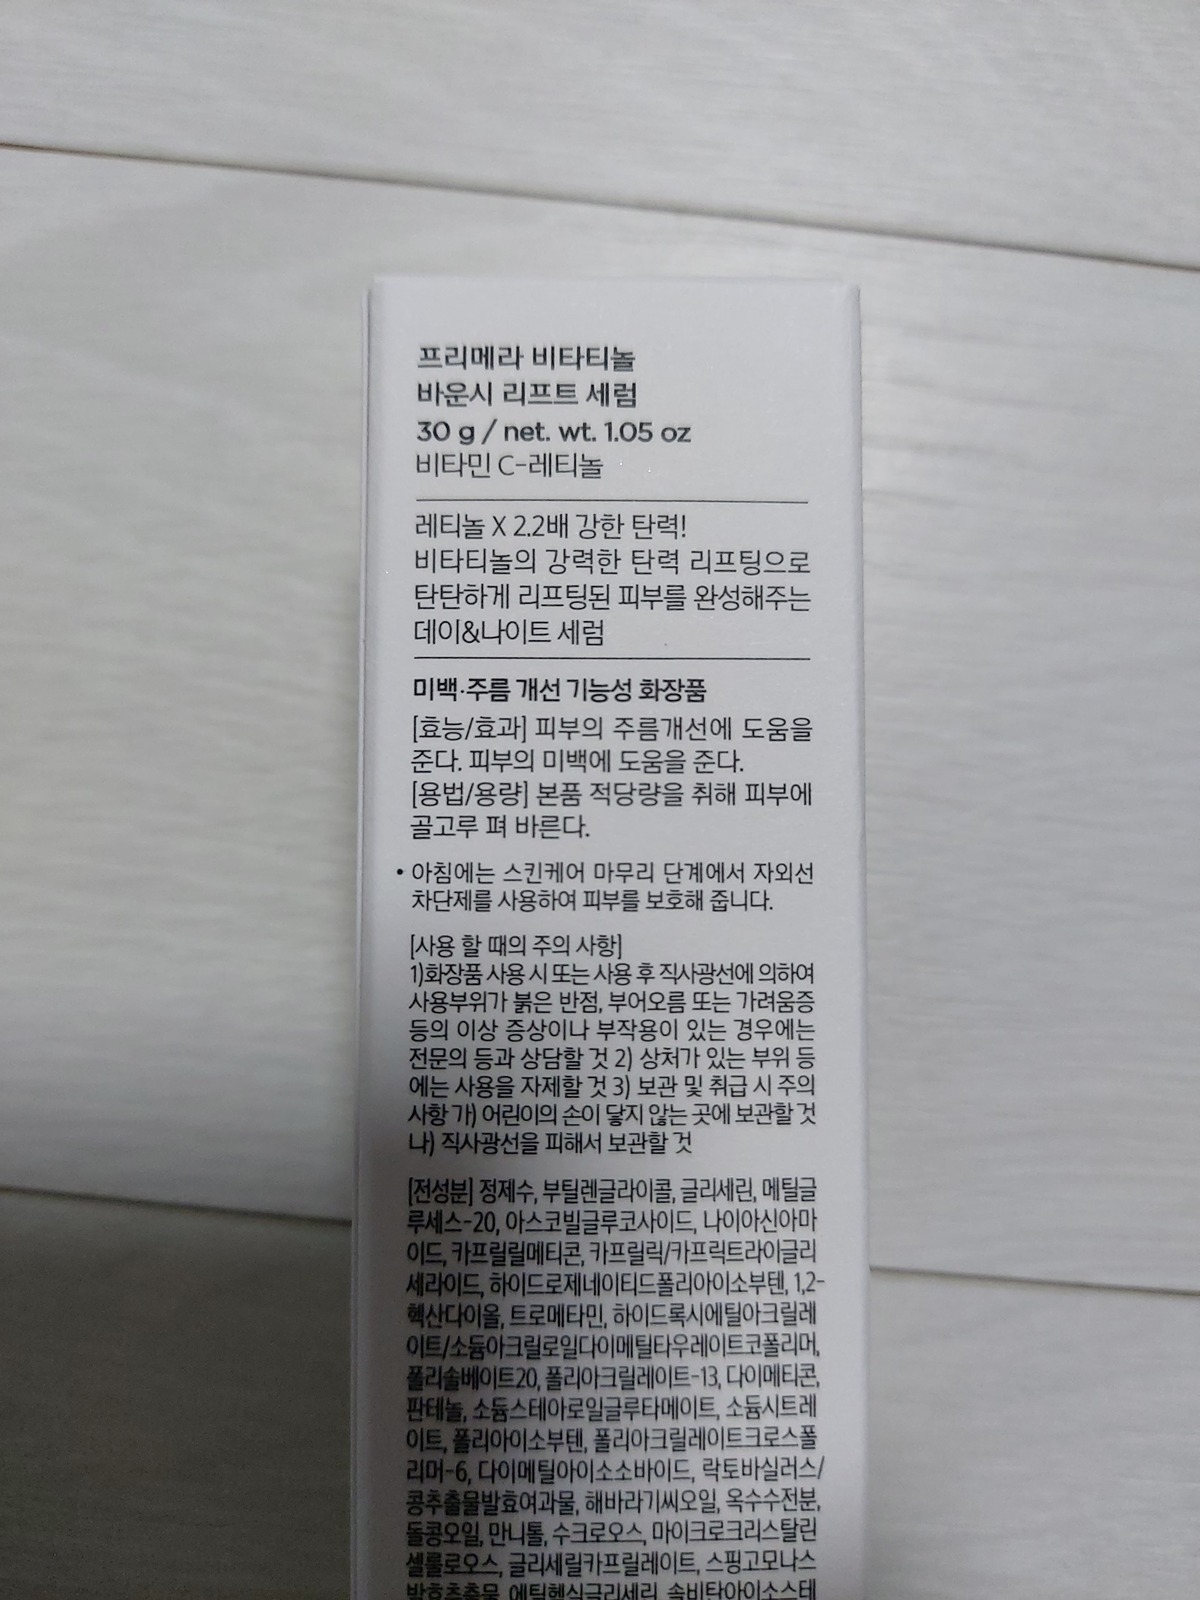 프리메라 비타티놀
바운시 리프트 세럼
30 g / net. wt. 1.05 oz
비타민 C-레티놀
레티놀 X 2.2배 강한 탄력!
비타티놀의 강력한 탄력 리프팅으로
탄탄하게 리프팅된 피부를 완성해주는
데이&나이트 세럼
미백·주름 개선 기능성 화장품
[효능/효과] 피부의 주름개선에 도움을
준다. 피부의 미백에 도움을 준다.
[용법/용량] 본품 적당량을 취해 피부에
골고루 펴 바른다.
• 아침에는 스킨케어 마무리 단계에서 자외선
차단제를 사용하여 피부를 보호해 줍니다.
[사용 할 때의 주의 사항]
1)화장품 사용 시 또는 사용 후 직사광선에 의하여
사용부위가 붉은 반점, 부어오름 또는 가려움증
등의 이상 증상이나 부작용이 있는 경우에는
전문의 등과 상담할 것 2) 상처가 있는 부위 등
에는 사용을 자제할 것 3) 보관 및 취급 시 주의
사항 가) 어린이의 손이 닿지 않는 곳에 보관할 것
나) 직사광선을 피해서 보관할 것
[전성분] 정제수, 부틸렌글라이콜, 글리세린, 메틸글
루세스-20, 아스코빌글루코사이드, 나이아신아마
이드, 카프릴릴메티콘, 카프릴릭/카프릭트라이글리
세라이드, 하이드로제네이티드폴리아이소부텐, 1,2-
헥산다이올, 트로메타민, 하이드록시에틸아크릴레
이트/소듐아크릴로일다이메틸타우레이트코폴리머,
폴리솔베이트20, 폴리아크릴레이트-13, 다이메티콘,
판테놀, 소듐스테아로일글루타메이트, 소듐시트레
이트, 폴리아이소부텐, 폴리아크릴레이트크로스폴
리머-6, 다이메틸아이소소바이드, 락토바실러스/
콩추출물발효여과물, 해바라기씨오일, 옥수수전분,
돌콩오일, 만니톨, 수크로오스, 마이크로크리스탈린
셀룰로오스, 글리세릴카프릴레이트, 스핑고모나스
발효추출물, 에틸헥실글리세린, 솔비탄아이소스테